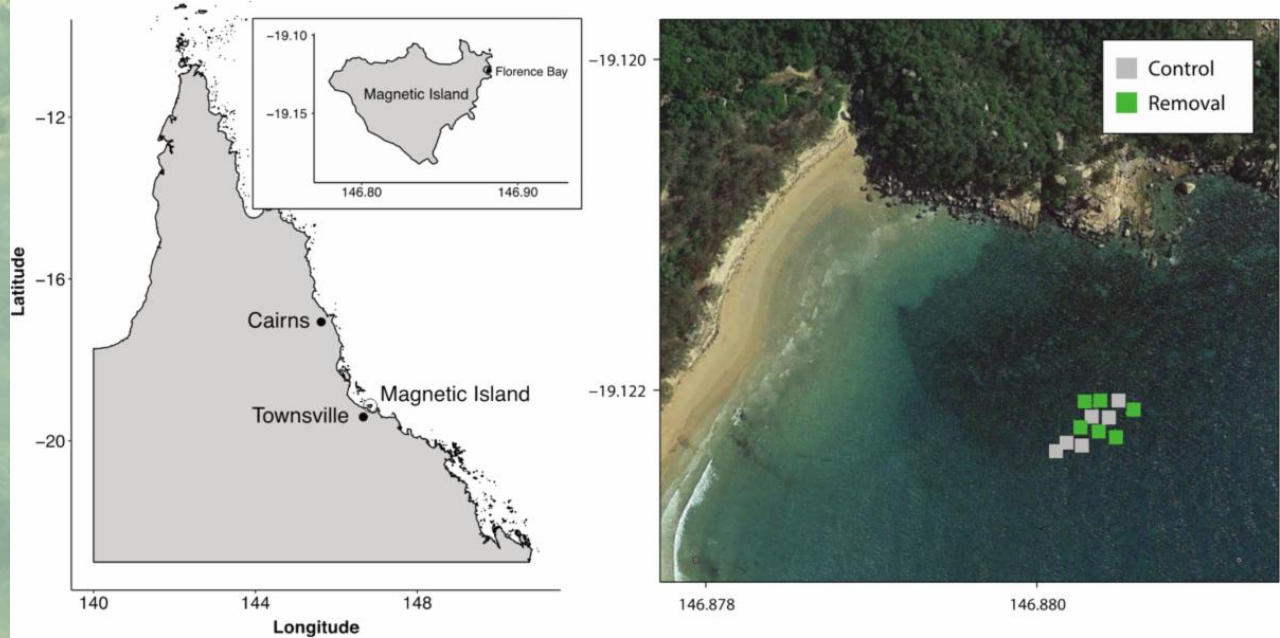 Latitude
−12
−16
−20
140
144
148
Longitude
Cairns
Townsville
Magnetic Island
−19.10
−19.15
146.80
146.90
Magnetic Island
Florence Bay
−19.120
−19.122
146.878
146.880
Control
Removal